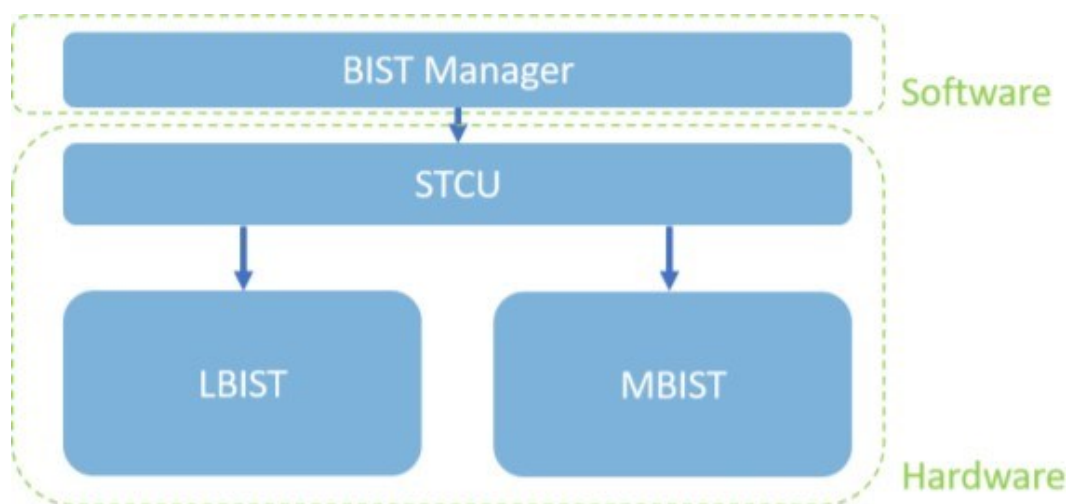 BIST Manager
Software
STCU
LBIST
MBIST
Hardware